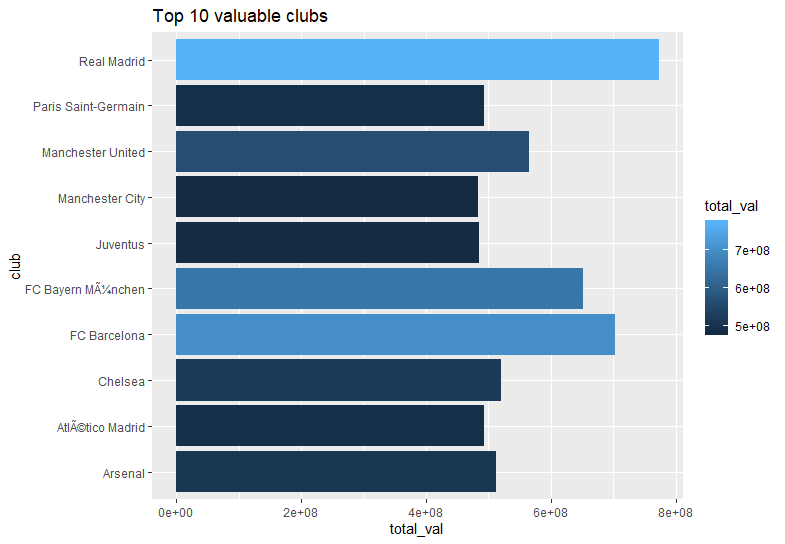 Top 10 valuable clubs
club
Real Madrid
Paris Saint-Germain
Manchester United
Manchester City
Juventus
FC Bayern MÃ¼nchen
FC Barcelona
Chelsea
AtlÃ©tico Madrid
Arsenal
0e+00 2e+08 4e+08 6e+08 8e+08
total_val
total_val
7e+08
6e+08
5e+08